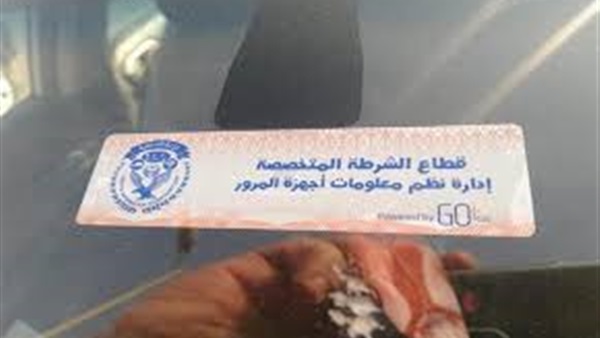 قطاع الشرطة المتخصصة
إدارة نظم معلومات أجهزة المرور
Powered by GO